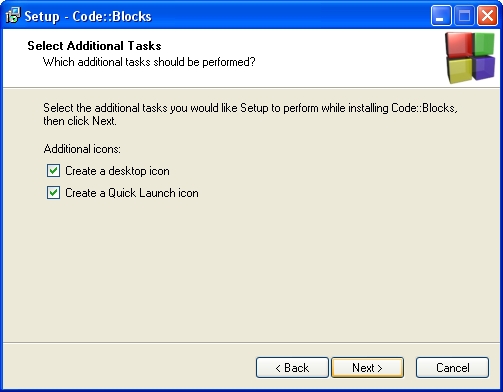 Setup - Code::Blocks
Select Additional Tasks
Which additional tasks should be performed?
Select the additional tasks you would like Setup to perform while installing Code::Blocks,
then click Next.
Additional icons:
Create a desktop icon
Create a Quick Launch icon
< Back
Next >
Cancel